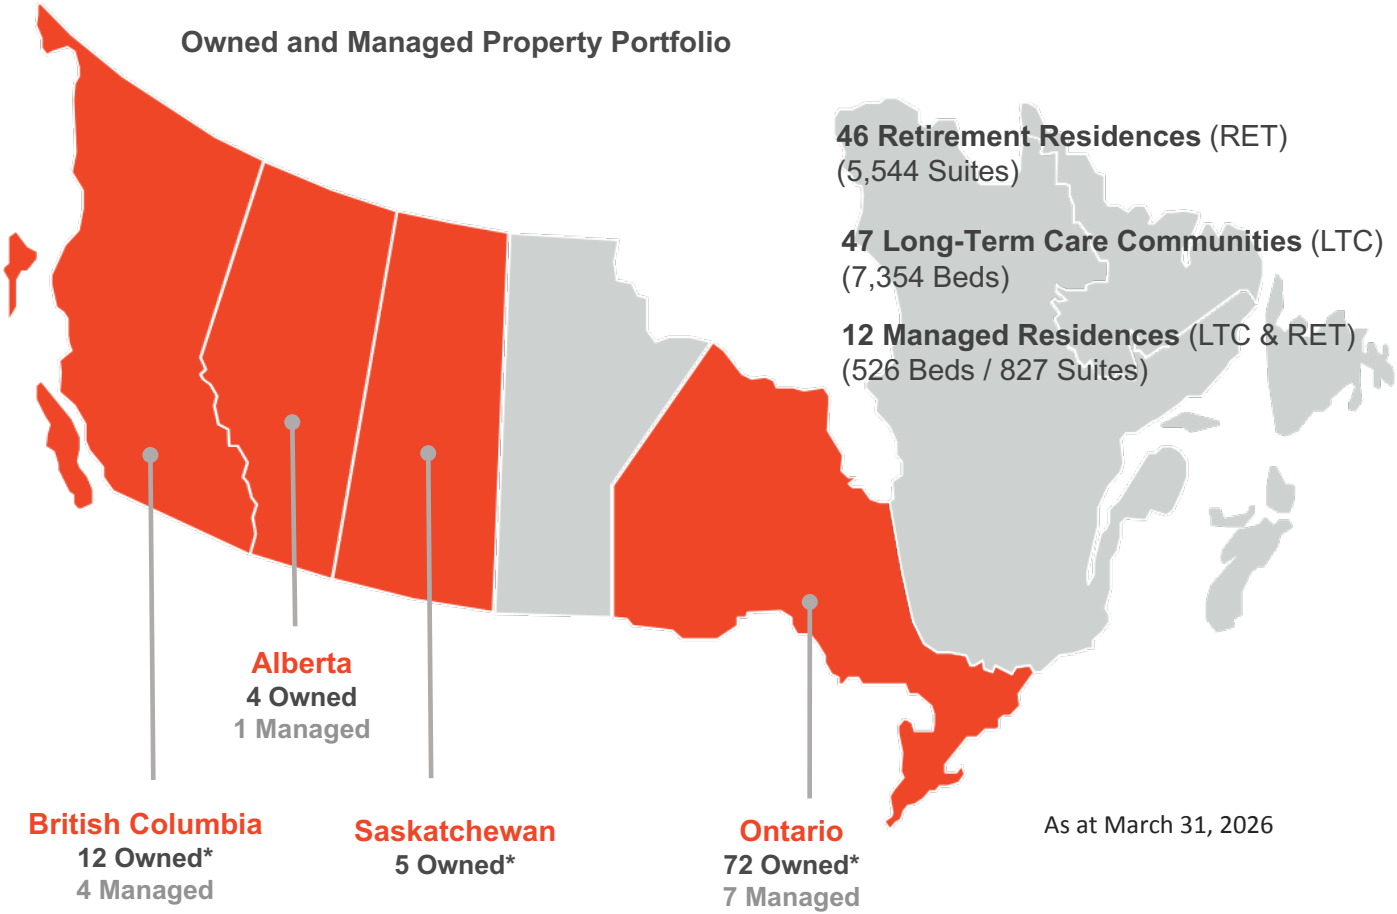 Owned and Managed Property Portfolio
46 Retirement Residences (RET)
(5,544 Suites)
47 Long-Term Care Communities (LTC)
(7,354 Beds)
12 Managed Residences (LTC & RET)
(526 Beds / 827 Suites)
Alberta
4 Owned
1 Managed
British Columbia
12 Owned*
4 Managed
Saskatchewan
5 Owned*
Ontario
72 Owned*
7 Managed
As at March 31, 2026